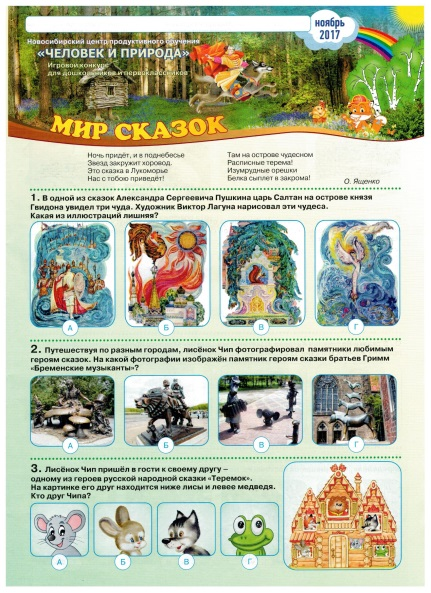 ноябрь
2017
Новосибирский центр продуктивного обучения
«ЧЕЛОВЕК И ПРИРОДА»
Игровой конкурс
для дошкольников и первоклассников
МИР СКАЗОК
Ночь придёт, и в поднебесье
Звезд закружит хоровод.
Это сказка в Лукоморье
Нас с тобою приведёт!
Там на острове чудесном
Расписные терема!
Изумрудные орешки
Белка сыплет в закрома!
О. Ященко
1. В одной из сказок Александра Сергеевича Пушкина царь Салтан на острове князя
Гвидона увидел три чуда. Художник Виктор Лагуна нарисовал эти чудеса.
Какая из иллюстраций лишняя?
А Б В Г
2. Путешествуя по разным городам, лисёнок Чип фотографировал памятники любимым
героям сказок. На какой фотографии изображён памятник героям сказки братьев Гримм
«Бременские музыканты»?
А Б В Г
3. Лисёнок Чип пришёл в гости к своему другу –
одному из героев русской народной сказки «Теремок».
На картинке его друг находится ниже лисы и левее медведя.
Кто друг Чипа?
А Б В Г